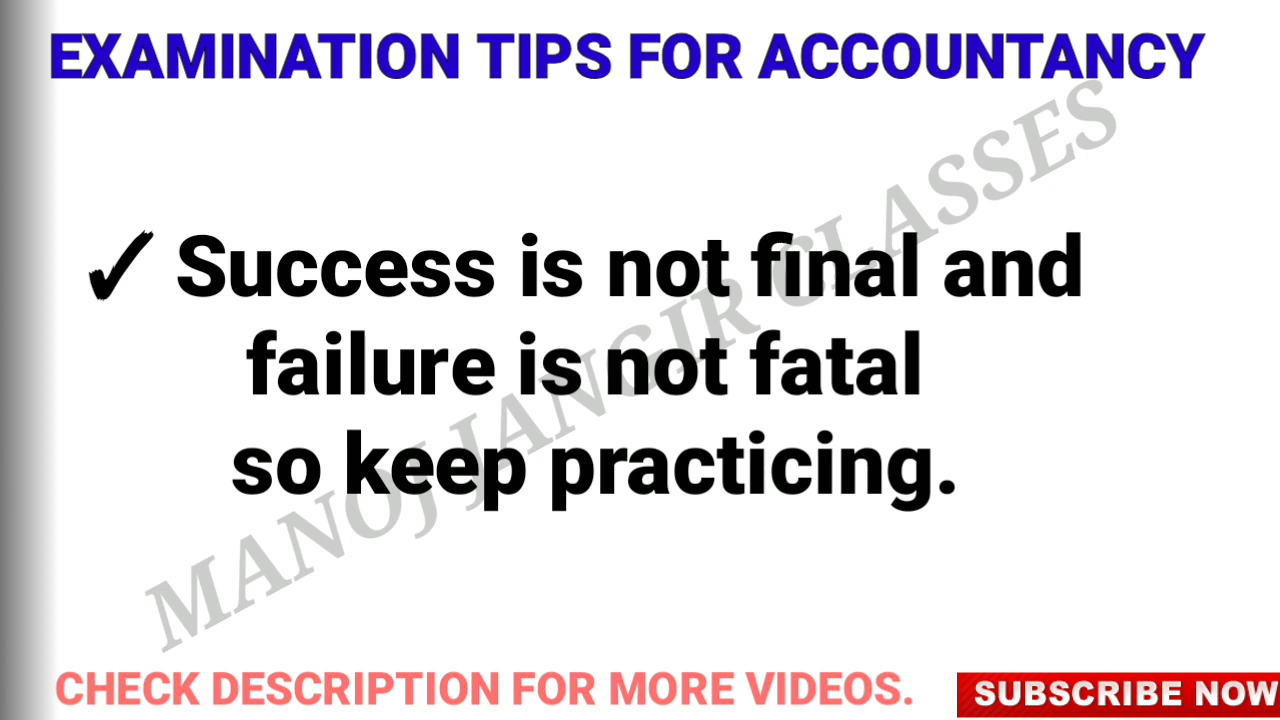 EXAMINATION TIPS FOR ACCOUNTANCY
✓ Success is not final and
failure is not fatal
so keep practicing.
MANOJ JANGIR CLASSES
CHECK DESCRIPTION FOR MORE VIDEOS.
SUBSCRIBE NOW